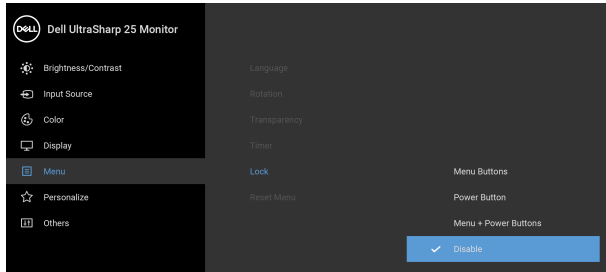 DELL Dell UltraSharp 25 Monitor
Brightness/Contrast Language
Input Source Rotation
Color Transparency
Display Timer
Menu Lock Menu Buttons
Personalize Reset Menu Power Button
Others Menu + Power Buttons
Disable